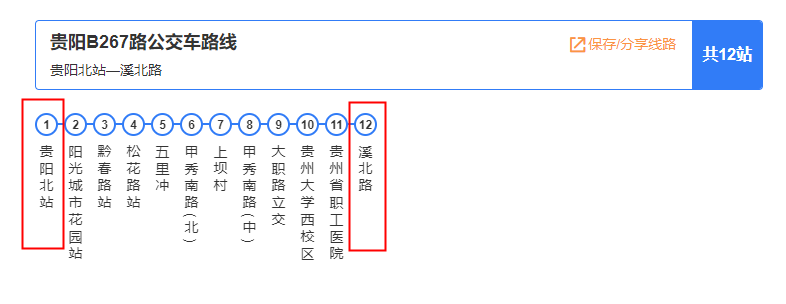 贵阳B267路公交车路线
保存/分享线路
共12站
贵阳北站—溪北路
1
2
3
4
5
6
7
8
9
10
11
12
贵阳北站
阳光城市花园站
黔春路站
松花路站
五里冲
甲秀南路(北)
上坝村
甲秀南路(中)
大职路立交
贵州大学西校区
贵州省职工医院
溪北路